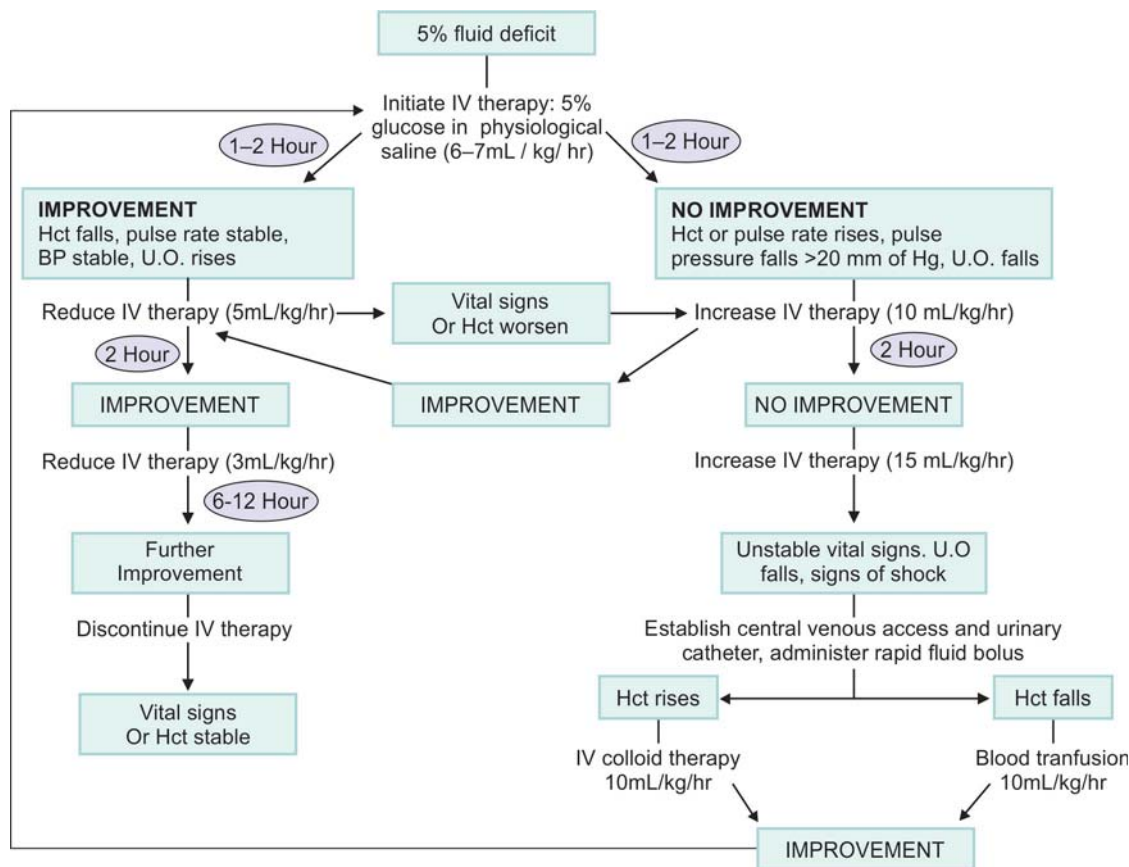 5% fluid deficit
Initiate IV therapy: 5%
glucose in physiological
saline (6–7mL / kg/ hr)
1–2 Hour
1–2 Hour
IMPROVEMENT
Hct falls, pulse rate stable,
BP stable, U.O. rises
NO IMPROVEMENT
Hct or pulse rate rises, pulse
pressure falls >20 mm of Hg, U.O. falls
Reduce IV therapy (5mL/kg/hr)
Vital signs
Or Hct worsen
Increase IV therapy (10 mL/kg/hr)
2 Hour
2 Hour
IMPROVEMENT
IMPROVEMENT
NO IMPROVEMENT
Reduce IV therapy (3mL/kg/hr)
Increase IV therapy (15 mL/kg/hr)
6-12 Hour
Further
Improvement
Unstable vital signs. U.O
falls, signs of shock
Discontinue IV therapy
Establish central venous access and urinary
catheter, administer rapid fluid bolus
Vital signs
Or Hct stable
Hct rises
Hct falls
IV colloid therapy
10mL/kg/hr
Blood tranfusion
10mL/kg/hr
IMPROVEMENT